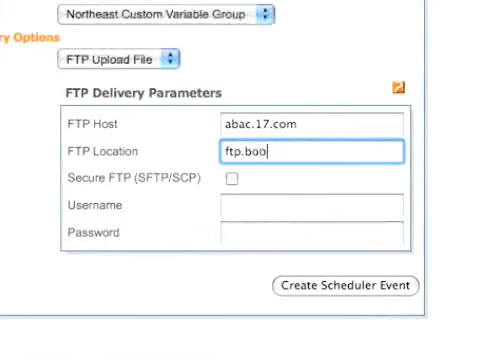 Northeast Custom Variable Group
ry Options
FTP Upload File
FTP Delivery Parameters
FTP Host abac.17.com
FTP Location ftp.boo
Secure FTP (SFTP/SCP)
Username
Password
Create Scheduler Event